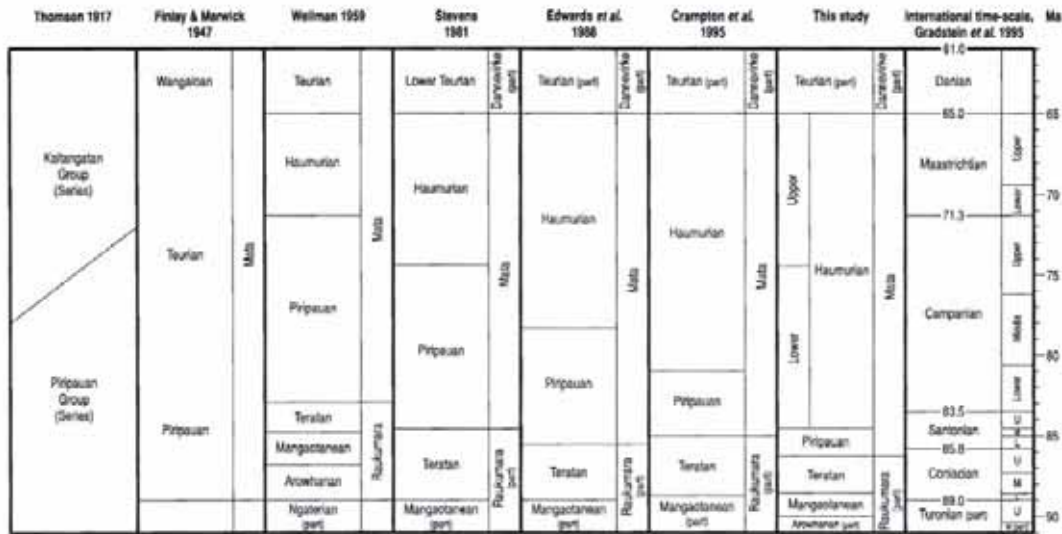 Thomson 1917
Finlay & Marwick
1947
Wellman 1959
Stevens
1981
Edwards et al.
1988
Crampton et al.
1995
This study
International time-scale,
Gradstein et al. 1995
Ma
Kaitangatan
Group
(Series)
Piripauan
Group
(Series)
Wangaloan
Teurian
Piripauan
Mata
Teurian
Haumurian
Piripauan
Teratan
Mangaotanean
Arowhanan
Ngaterian
(part)
Mata
Raukumara
Lower Teurian
Haumurian
Piripauan
Teratan
Mangaotanean
(part)
Dannevirke
(part)
Mata
Raukumara
(part)
Teurian (part)
Haumurian
Piripauan
Teratan
Mangaotanean
(part)
Dannevirke
(part)
Mata
Raukumara
(part)
Teurian (part)
Haumurian
Piripauan
Teratan
Mangaotanean
(part)
Dannevirke
(part)
Mata
Raukumara
(part)
Teurian (part)
Upper
Lower
Haumurian
Piripauan
Teratan
Mangaotanean
Arowhanan (part)
Dannevirke
(part)
Mata
Raukumara
(part)
61.0
Danian
65.0
Maastrichtian
71.3
Campanian
83.5
Santonian
85.8
Coniacian
89.0
Turonian (part)
Upper
Lower
Upper
Middle
Lower
U
M
U
65
70
75
80
85
90